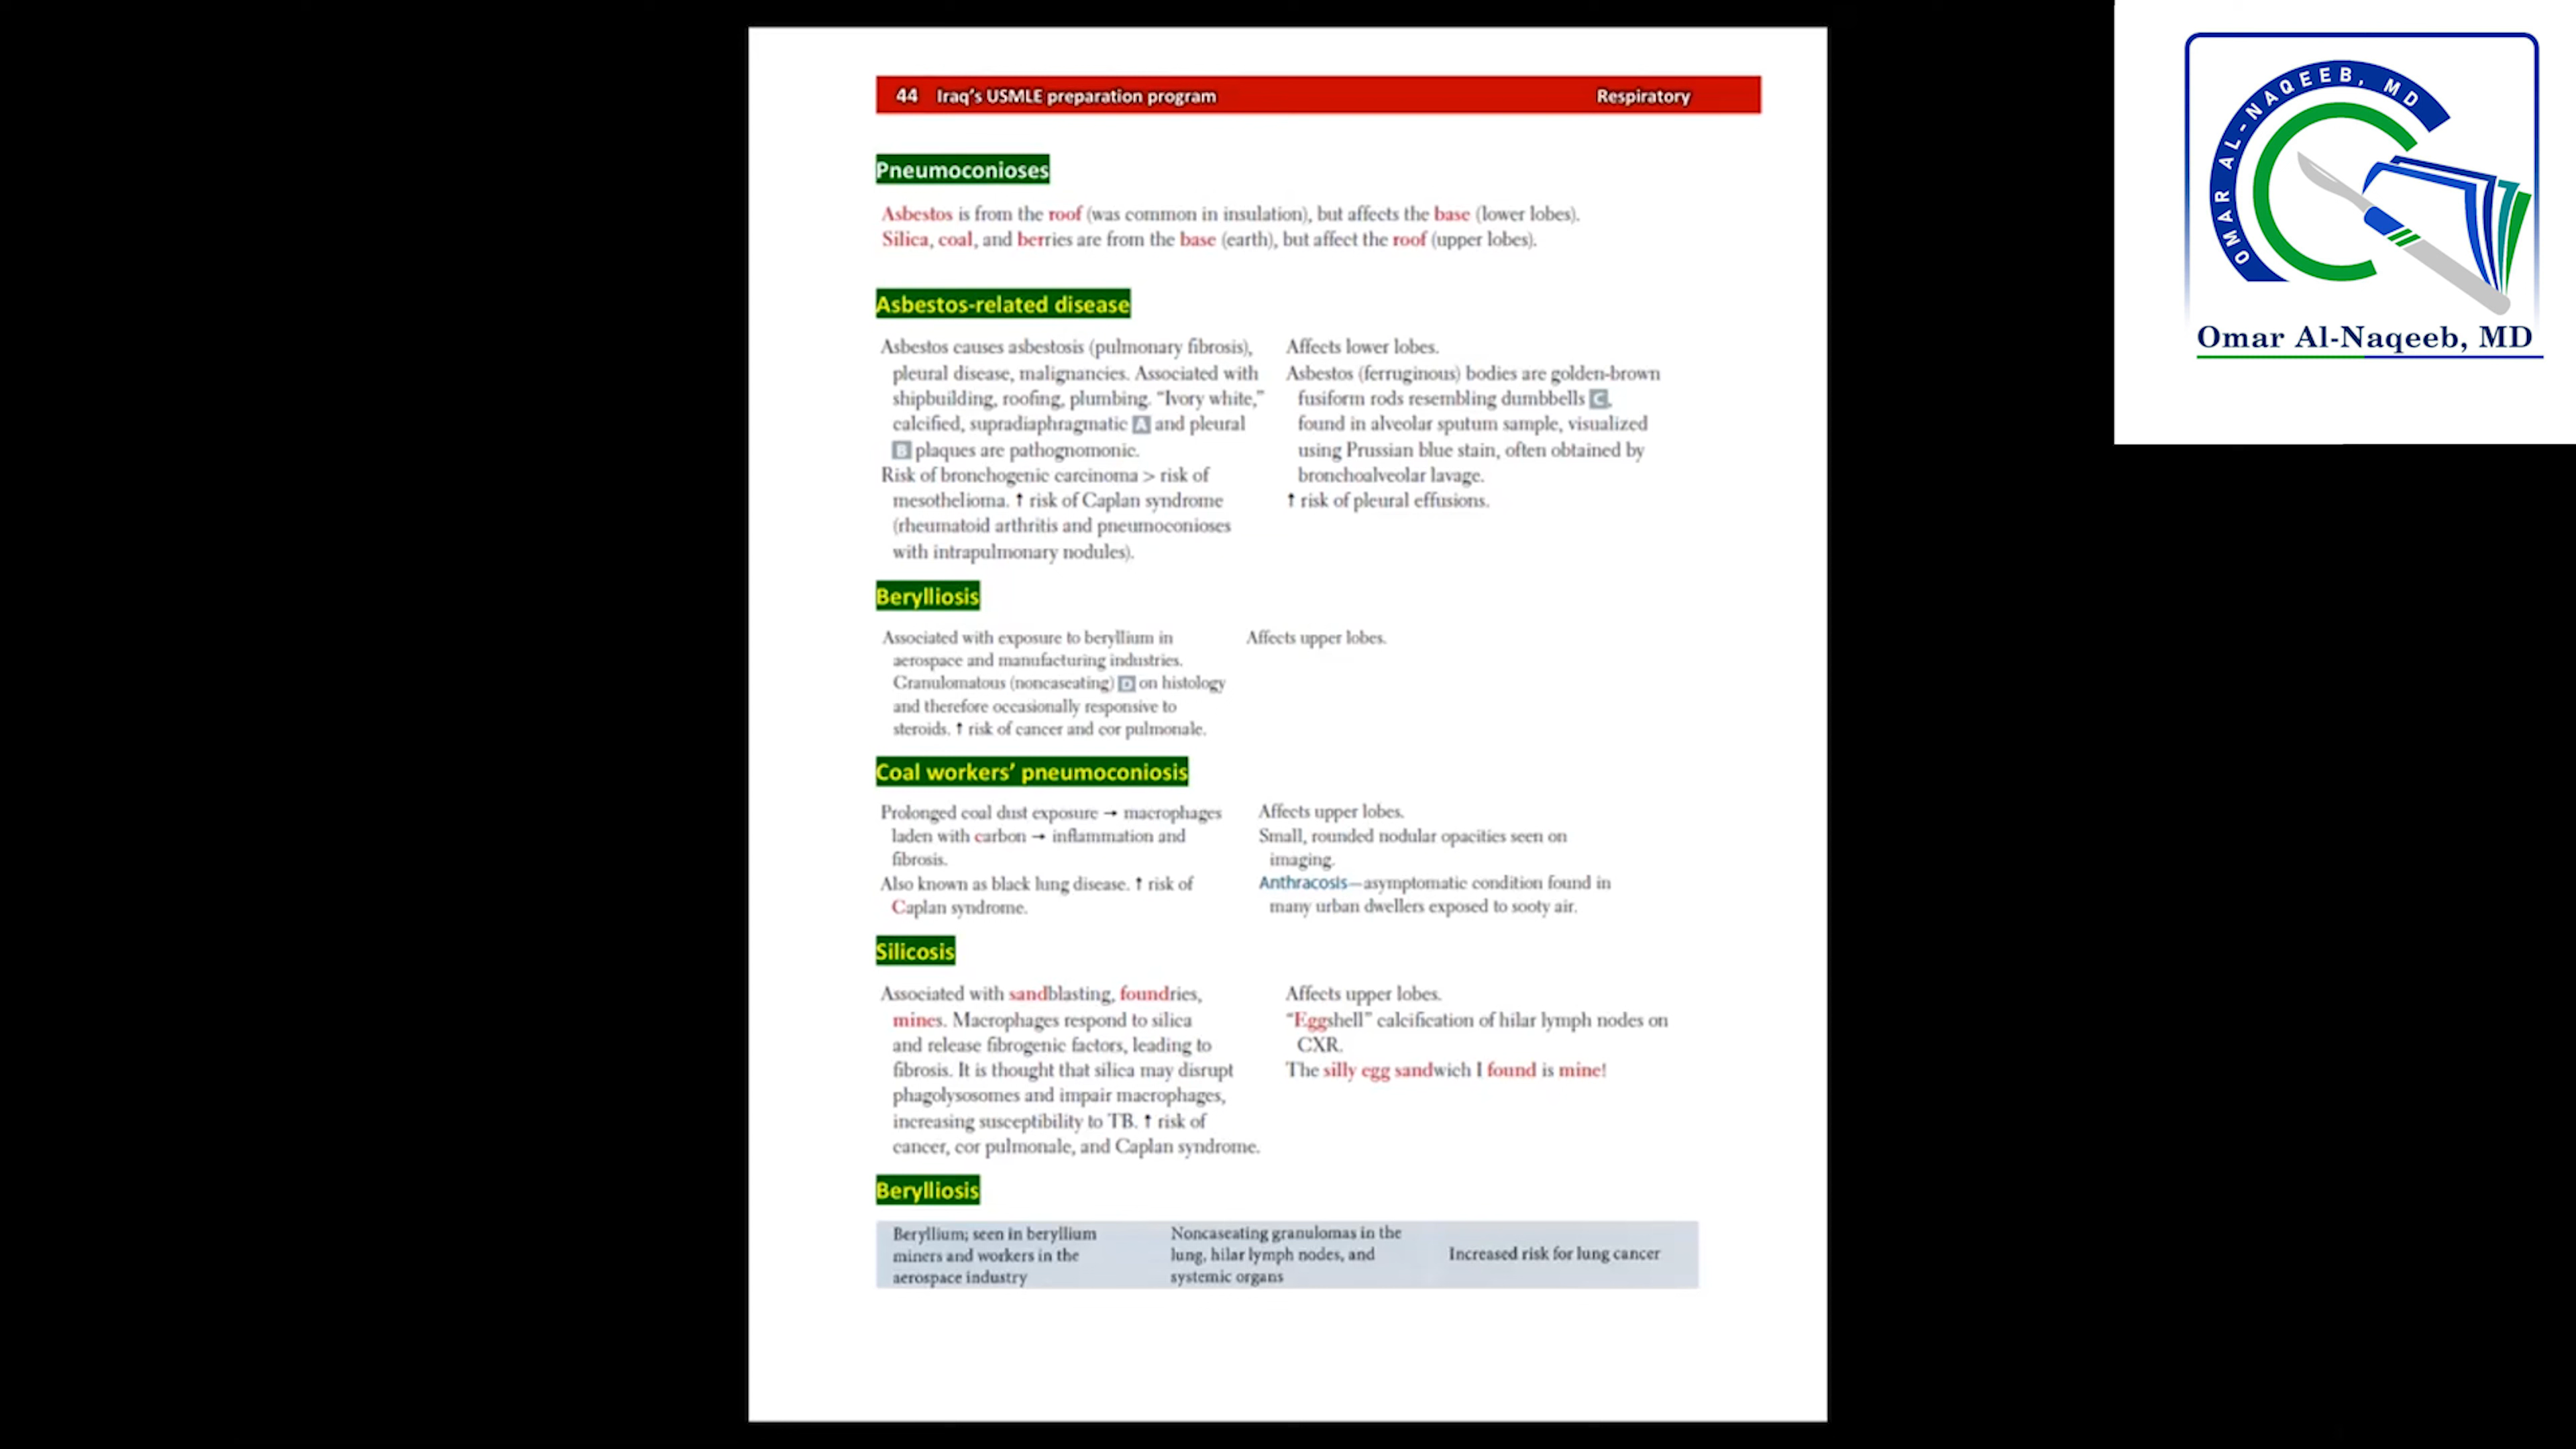 44 Iraq's USMLE preparation program Respiratory
Pneumoconioses
Asbestos is from the roof (was common in insulation), but affects the base (lower lobes).
Silica, coal, and berries are from the base (earth), but affect the roof (upper lobes).
Asbestos-related disease
Asbestos causes asbestosis (pulmonary fibrosis),
pleural disease, malignancies. Associated with
shipbuilding, roofing, plumbing. "Ivory white,"
calcified, supradiaphragmatic A and pleural
B plaques are pathognomonic.
Risk of bronchogenic carcinoma > risk of
mesothelioma. ↑ risk of Caplan syndrome
(rheumatoid arthritis and pneumoconioses
with intrapulmonary nodules).
Affects lower lobes.
Asbestos (ferruginous) bodies are golden-brown
fusiform rods resembling dumbbells C,
found in alveolar sputum sample, visualized
using Prussian blue stain, often obtained by
bronchoalveolar lavage.
↑ risk of pleural effusions.
Berylliosis
Associated with exposure to beryllium in
aerospace and manufacturing industries.
Granulomatous (noncaseating) D on histology
and therefore occasionally responsive to
steroids. ↑ risk of cancer and cor pulmonale.
Affects upper lobes.
Coal workers' pneumoconiosis
Prolonged coal dust exposure → macrophages
laden with carbon → inflammation and
fibrosis.
Also known as black lung disease. ↑ risk of
Caplan syndrome.
Affects upper lobes.
Small, rounded nodular opacities seen on
imaging.
Anthracosis—asymptomatic condition found in
many urban dwellers exposed to sooty air.
Silicosis
Associated with sandblasting, foundries,
mines. Macrophages respond to silica
and release fibrogenic factors, leading to
fibrosis. It is thought that silica may disrupt
phagolysosomes and impair macrophages,
increasing susceptibility to TB. ↑ risk of
cancer, cor pulmonale, and Caplan syndrome.
Affects upper lobes.
"Eggshell" calcification of hilar lymph nodes on
CXR.
The silly egg sandwich I found is mine!
Berylliosis
Beryllium; seen in beryllium
miners and workers in the
aerospace industry
Noncaseating granulomas in the
lung, hilar lymph nodes, and
systemic organs
Increased risk for lung cancer
OMAR AL-NAQEEB, MD
Omar Al-Naqeeb, MD